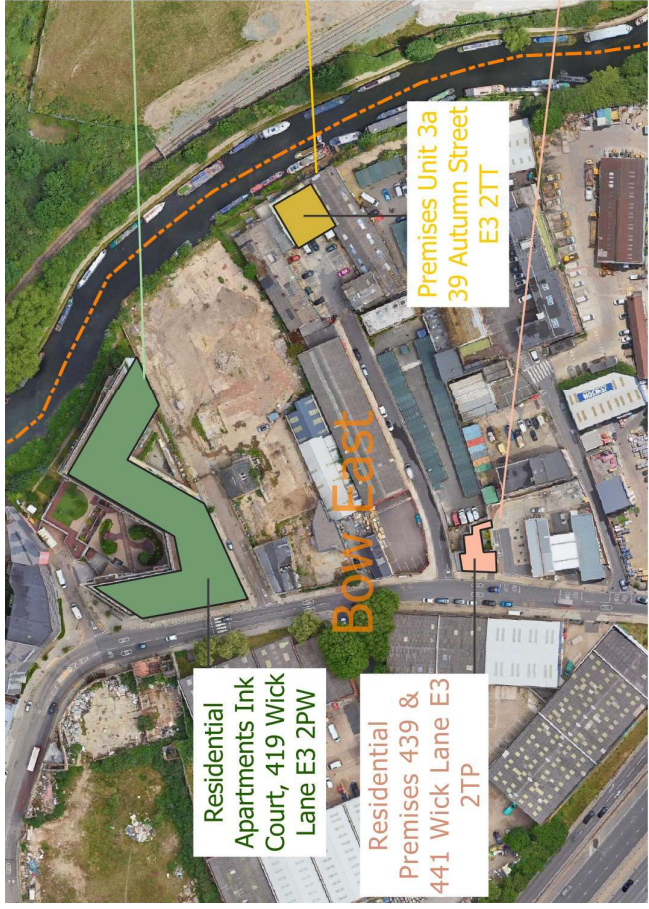 Premises Unit 3a
39 Autumn Street
E3 2TT
Bow East
Residential
Apartments Ink
Court, 419 Wick
Lane E3 2PW
Residential
Premises 439 &
441 Wick Lane E3
2TP